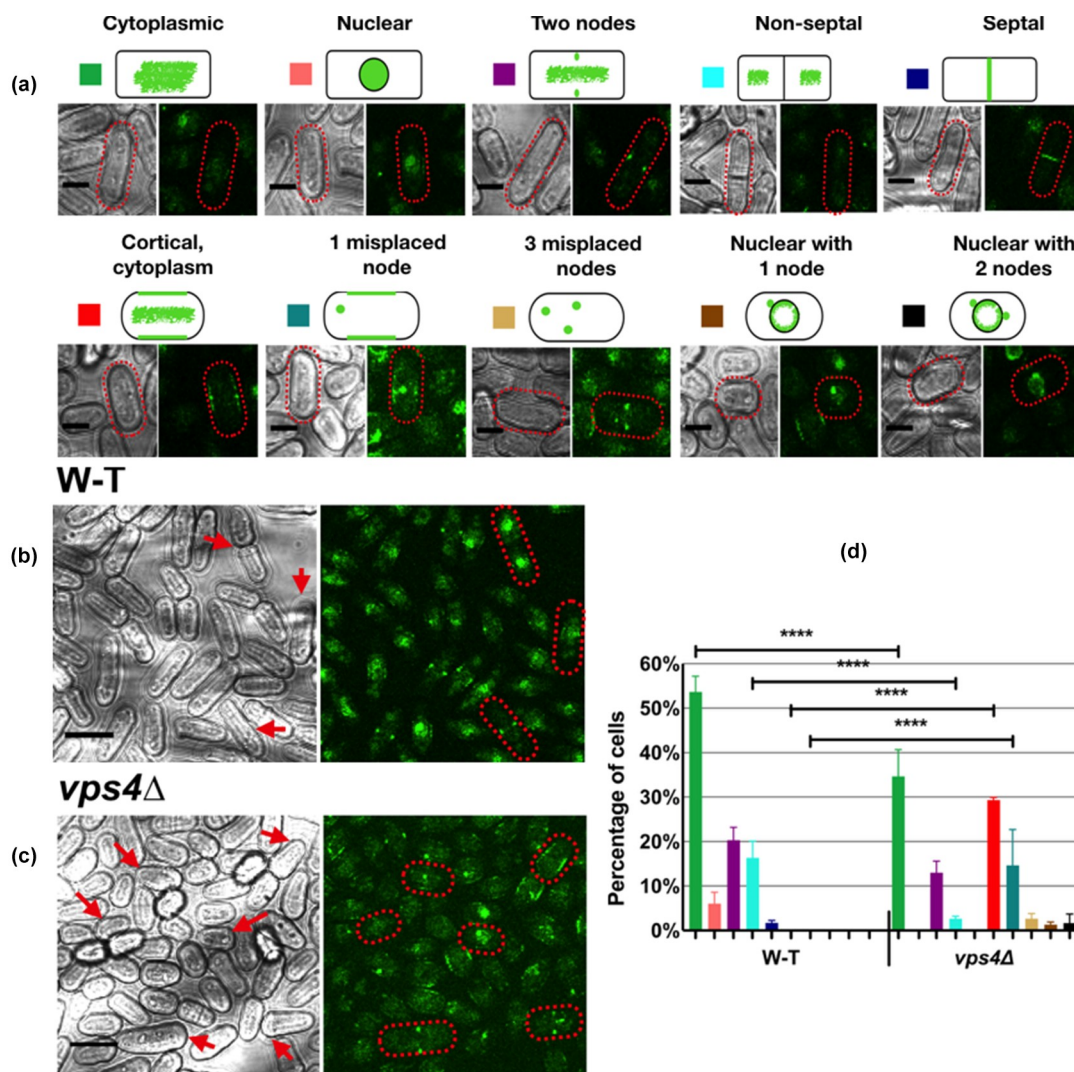 Cytoplasmic
Nuclear
Two nodes
Non-septal
Septal
(a)
Cortical,
cytoplasm
1 misplaced
node
3 misplaced
nodes
Nuclear with
1 node
Nuclear with
2 nodes
W-T
(b)
vps4Δ
(c)
(d)
****
****
****
****
60%
50%
40%
30%
20%
10%
0%
Percentage of cells
W-T
vps4Δ